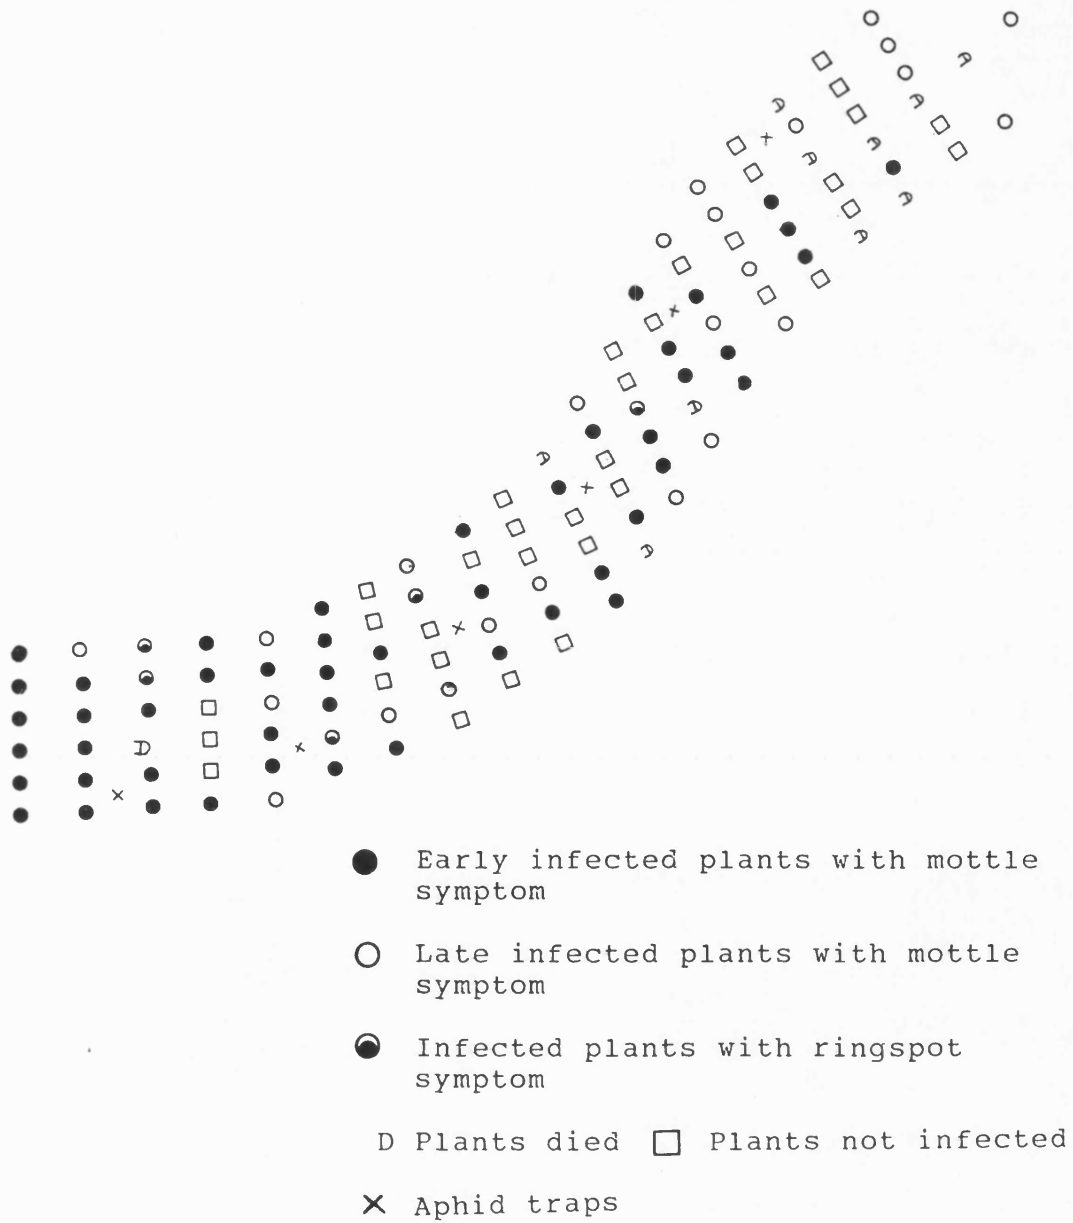 Early infected plants with mottle
symptom
Late infected plants with mottle
symptom
Infected plants with ringspot
symptom
D Plants died □ Plants not infected
× Aphid traps